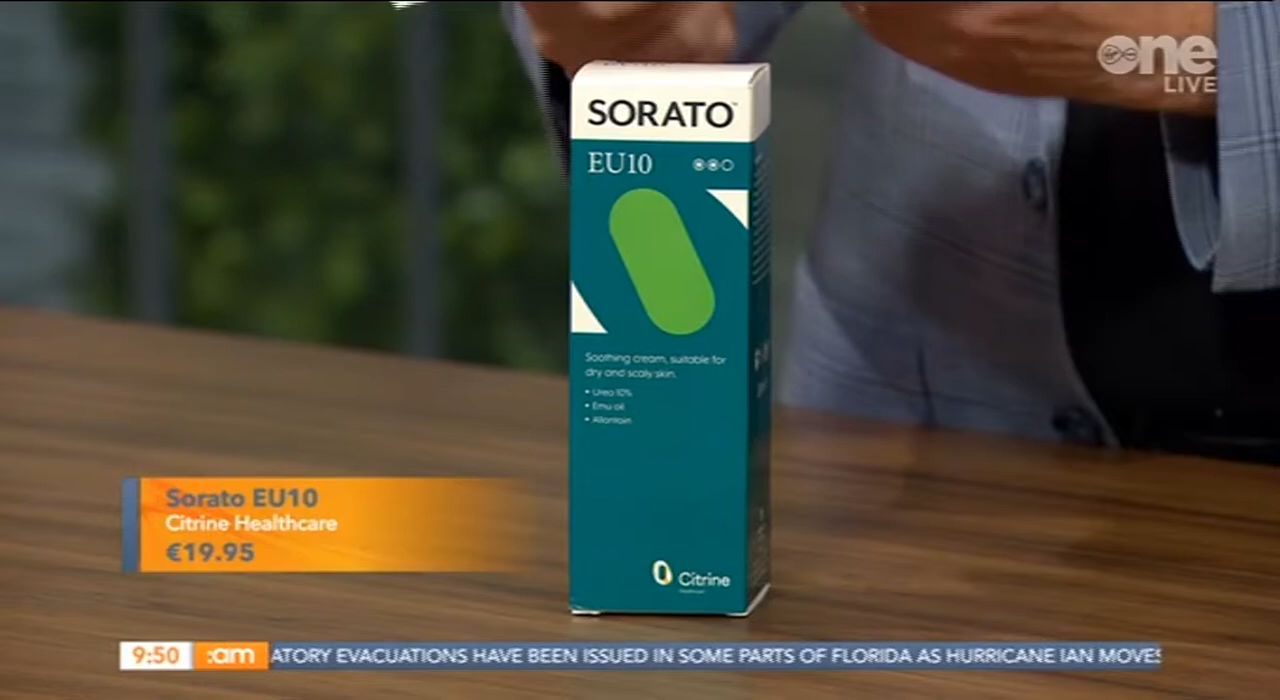 one
LIVE
SORATO™
EU10
Soothing cream, suitable for
dry and scaly skin.
• Urea 10%
• Emu oil
• Allantoin
Citrine
Sorato EU10
Citrine Healthcare
€19.95
9:50 :am ATORY EVACUATIONS HAVE BEEN ISSUED IN SOME PARTS OF FLORIDA AS HURRICANE IAN MOVES